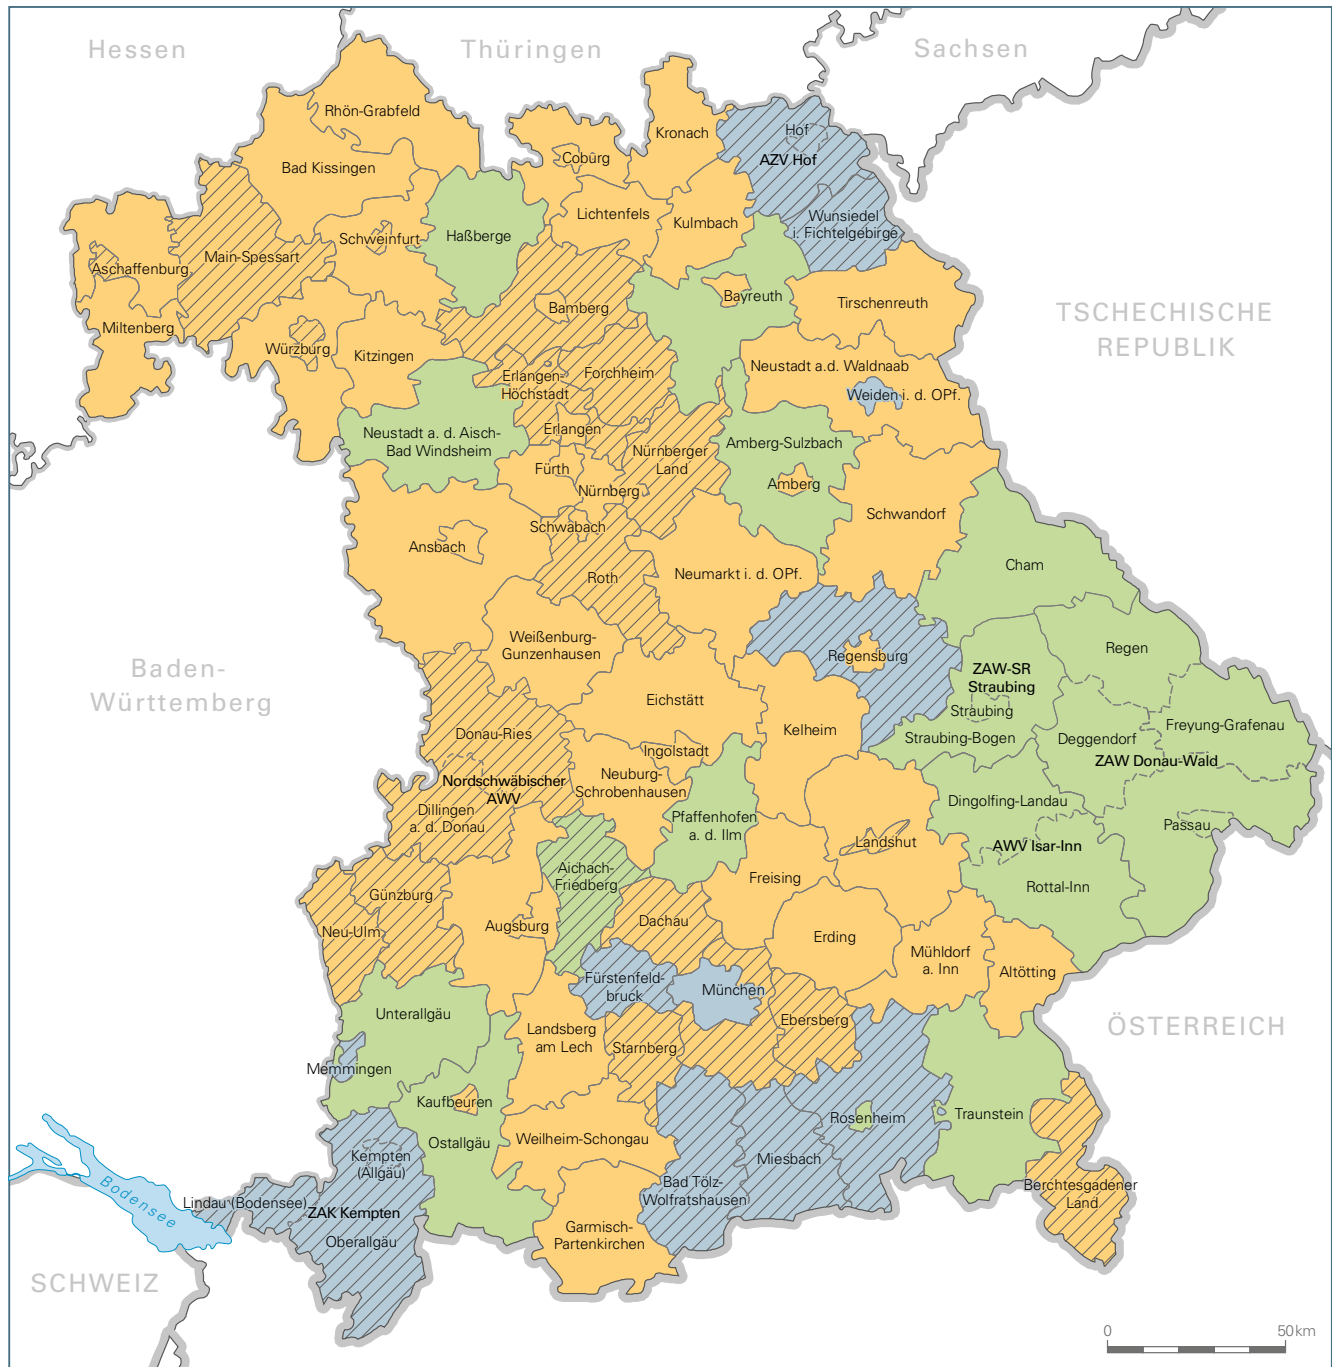 Hessen
Thüringen
Sachsen
Rhön-Grabfeld
Kronach
Hof
AZV Hof
Coburg
Bad Kissingen
Lichtenfels
Kulmbach
Wunsiedel
i. Fichtelgebirge
Haßberge
Schweinfurt
Main-Spessart
Aschaffenburg
Bayreuth
Tirschenreuth
Bamberg
TSCHECHISCHE
REPUBLIK
Miltenberg
Würzburg
Kitzingen
Erlangen-
Höchstadt
Forchheim
Neustadt a.d. Waldnaab
Weiden i. d. OPf.
Neustadt a. d. Aisch-
Bad Windsheim
Erlangen
Nürnberger
Land
Amberg-Sulzbach
Fürth
Nürnberg
Amberg
Schwandorf
Schwabach
Ansbach
Roth
Neumarkt i. d. OPf.
Cham
Weißenburg-
Gunzenhausen
Regensburg
Regen
Baden-
Württemberg
ZAW-SR
Straubing
Straubing
Eichstätt
Kelheim
Freyung-Grafenau
Donau-Ries
Straubing-Bogen
Deggendorf
ZAW Donau-Wald
Ingolstadt
Neuburg-
Schrobenhausen
Nordschwäbischer
AWV
Dillingen
a. d. Donau
Pfaffenhofen
a. d. Ilm
Dingolfing-Landau
Passau
Landshut
AWV Isar-Inn
Aichach-
Friedberg
Freising
Rottal-Inn
Günzburg
Neu-Ulm
Augsburg
Dachau
Erding
Mühldorf
a. Inn
Altötting
Fürstenfeld-
bruck
München
Unterallgäu
Landsberg
am Lech
Starnberg
Ebersberg
ÖSTERREICH
Memmingen
Kaufbeuren
Rosenheim
Traunstein
Ostallgäu
Weilheim-Schongau
Kempten
(Allgäu)
Miesbach
Bad Tölz-
Wolfratshausen
Berchtesgadener
Land
Bodensee
Lindau (Bodensee)
ZAK Kempten
Oberallgäu
Garmisch-
Partenkirchen
SCHWEIZ
0
50 km